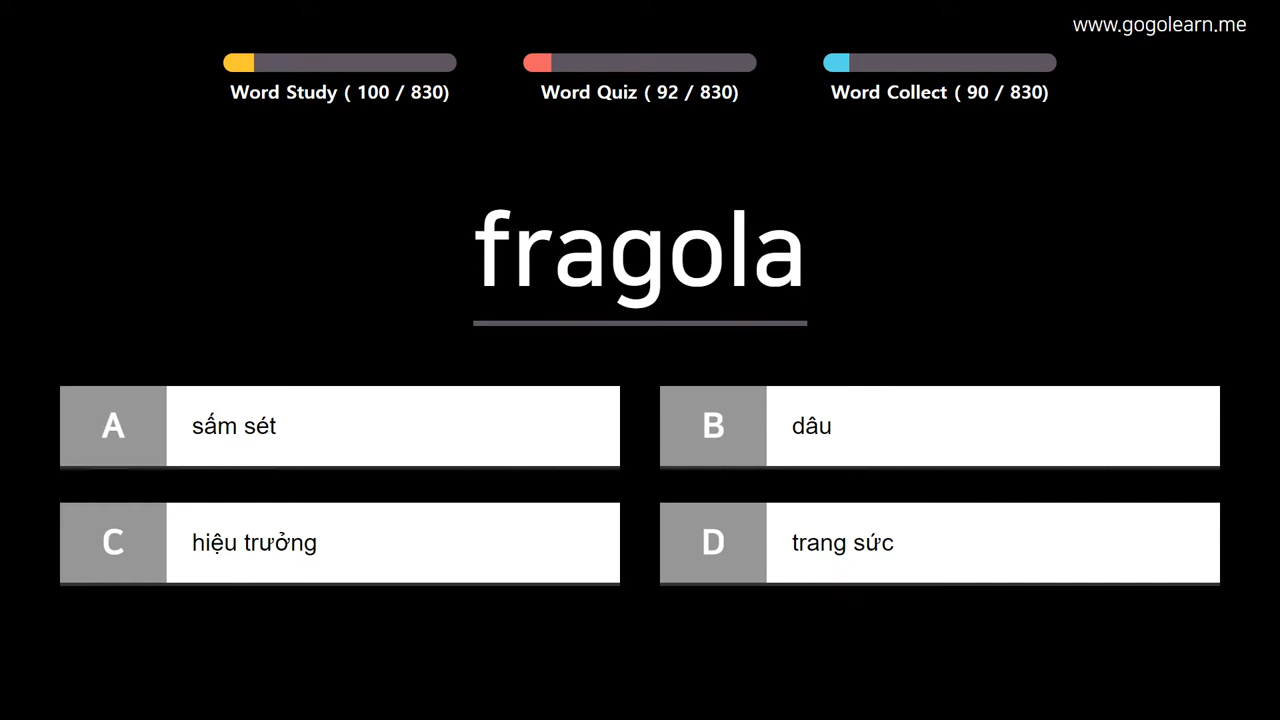 www.gogolearn.me
Word Study ( 100 / 830)
Word Quiz ( 92 / 830)
Word Collect ( 90 / 830)
fragola
A sấm sét
B dâu
C hiệu trưởng
D trang sức